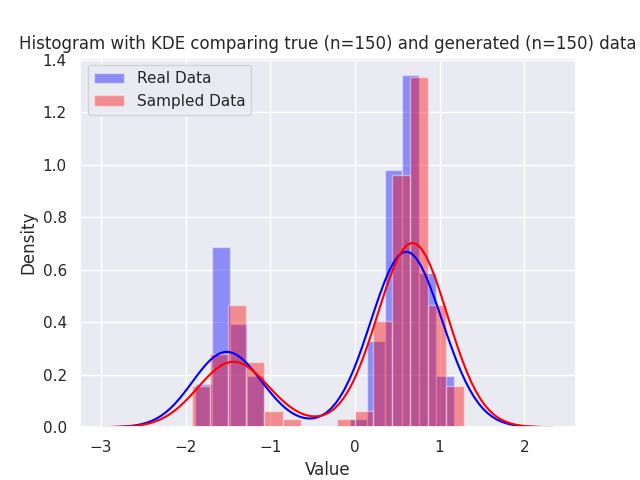 Histogram with KDE comparing true (n=150) and generated (n=150) data
Real Data
Sampled Data
Density
1.4
1.2
1.0
0.8
0.6
0.4
0.2
0.0
−3 −2 −1 0 1 2
Value